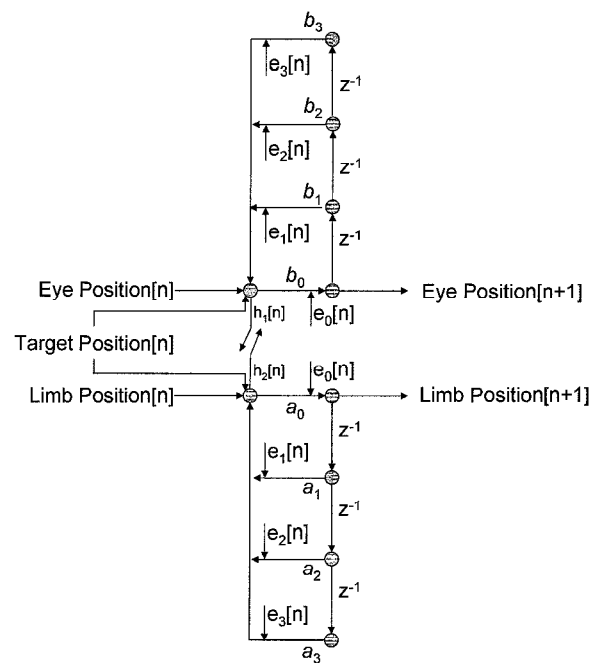 b₃
e₃[n]
z⁻¹
b₂
e₂[n]
z⁻¹
b₁
e₁[n]
z⁻¹
Eye Position[n]
b₀
Eye Position[n+1]
h₁[n]
e₀[n]
Target Position[n]
h₂[n]
e₀[n]
Limb Position[n]
a₀
Limb Position[n+1]
z⁻¹
e₁[n]
a₁
z⁻¹
e₂[n]
a₂
z⁻¹
e₃[n]
a₃